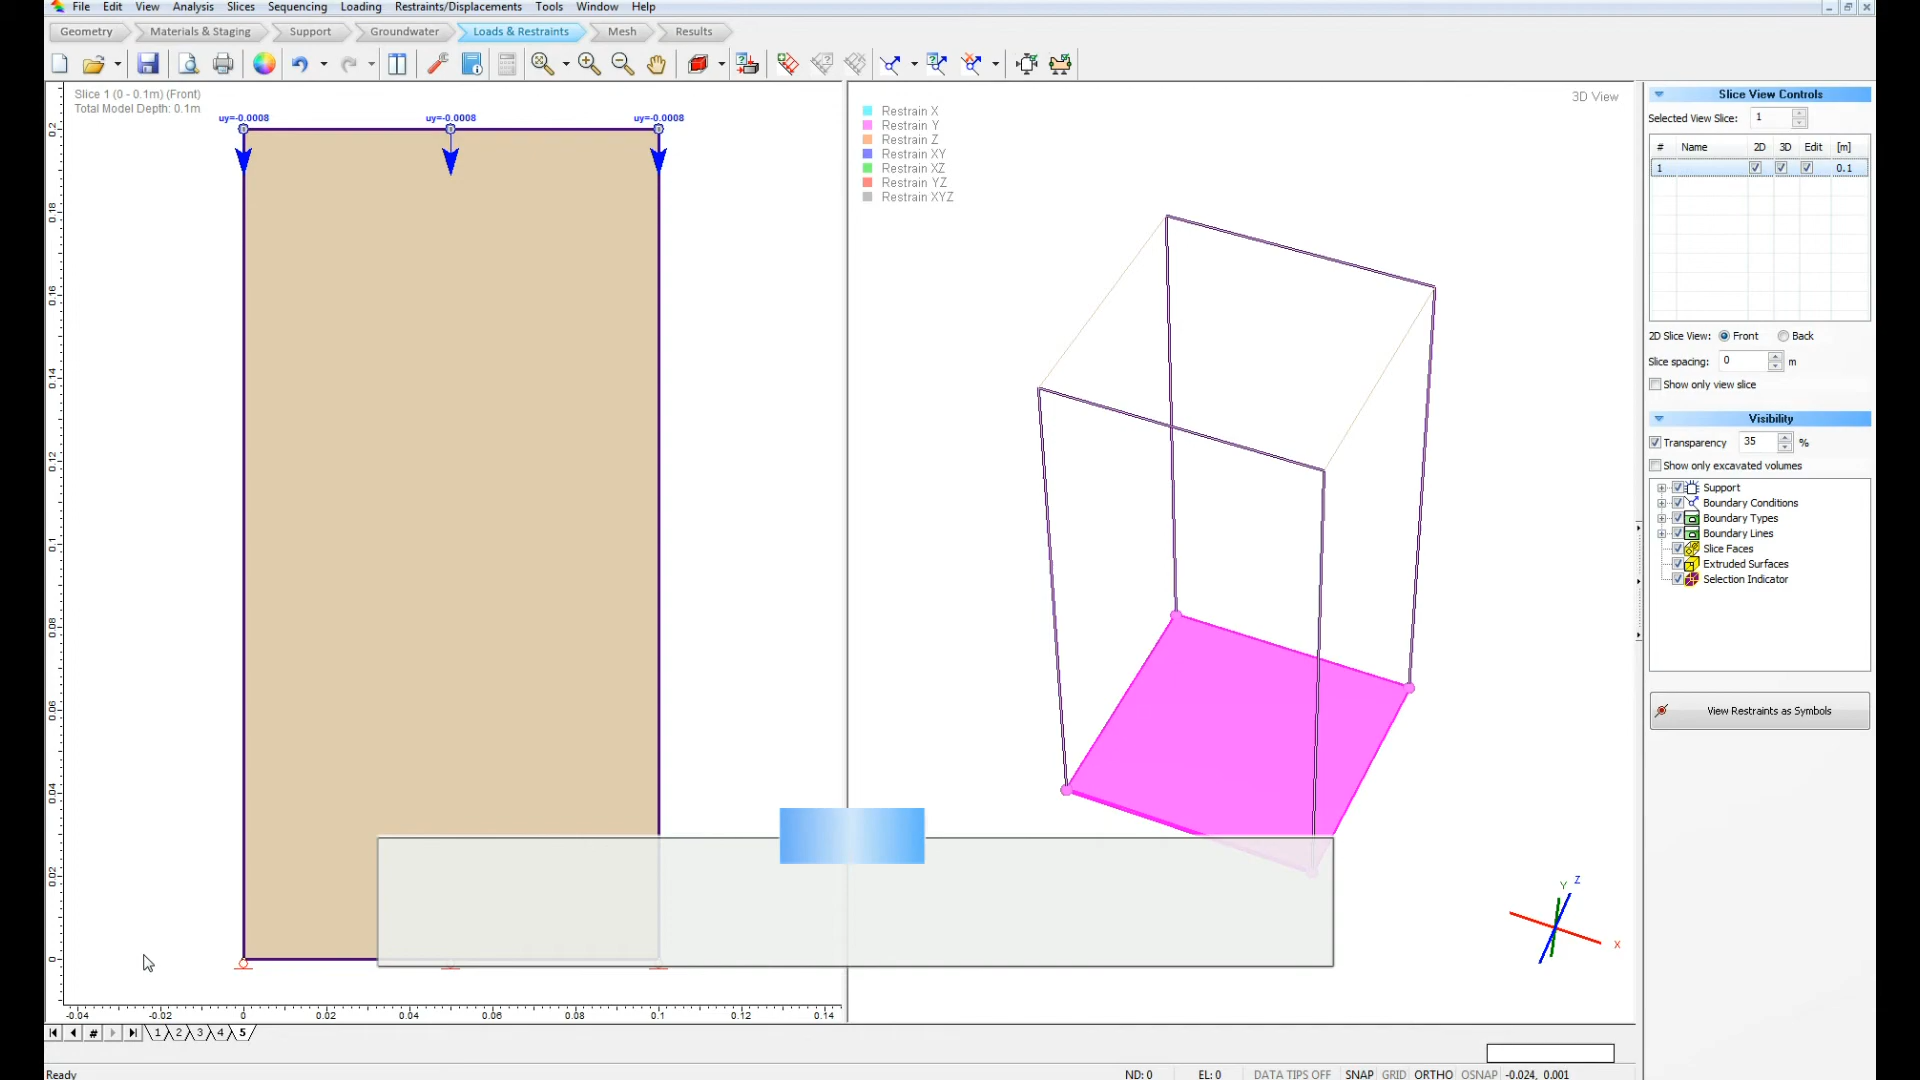 File Edit View Analysis Slices Sequencing Loading Restraints/Displacements Tools Window Help
Geometry Materials & Staging Support Groundwater Loads & Restraints Mesh Results
Slice 1 (0 - 0.1m) (Front)
Total Model Depth: 0.1m
uy=-0.0008 uy=-0.0008 uy=-0.0008
0.2
0.18
0.16
0.14
0.12
0.1
0.08
0.06
0.04
0.02
0
-0.04 -0.02 0 0.02 0.04 0.06 0.08 0.1 0.12 0.14
3D View
Restrain X
Restrain Y
Restrain Z
Restrain XY
Restrain XZ
Restrain YZ
Restrain XYZ
Y Z
X
Slice View Controls
Selected View Slice: 1
# Name 2D 3D Edit [m]
1 0.1
2D Slice View: Front Back
Slice spacing: 0 m
Show only view slice
Visibility
Transparency 35 %
Show only excavated volumes
Support
Boundary Conditions
Boundary Types
Boundary Lines
Slice Faces
Extruded Surfaces
Selection Indicator
View Restraints as Symbols
# 1 2 3 4 5
Ready
ND: 0 EL: 0 DATA TIPS OFF SNAP GRID ORTHO OSNAP -0.024, 0.001